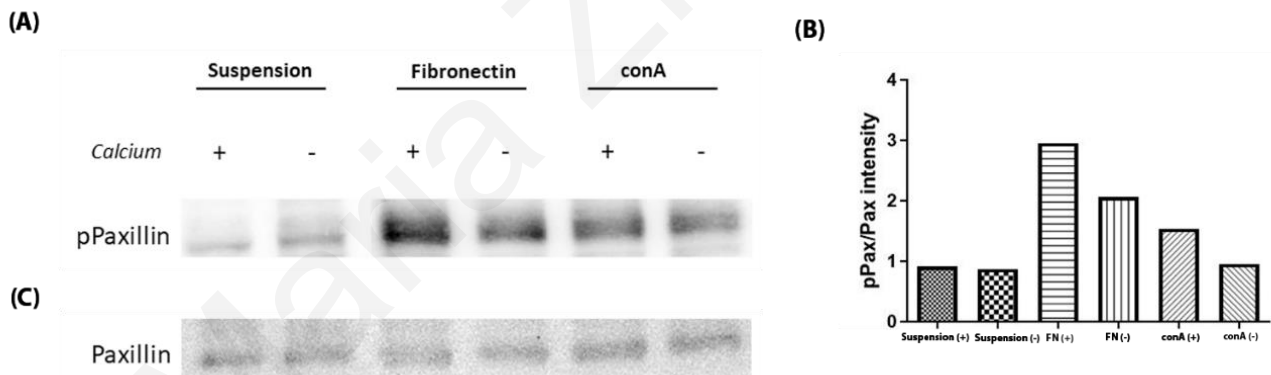 (A)
Suspension Fibronectin conA
Calcium + - + - + -
pPaxillin
(C)
Paxillin
(B)
pPax/Pax intensity
4
3
2
1
0
Suspension (+) Suspension (-) FN (+) FN (-) conA (+) conA (-)
Maria Z